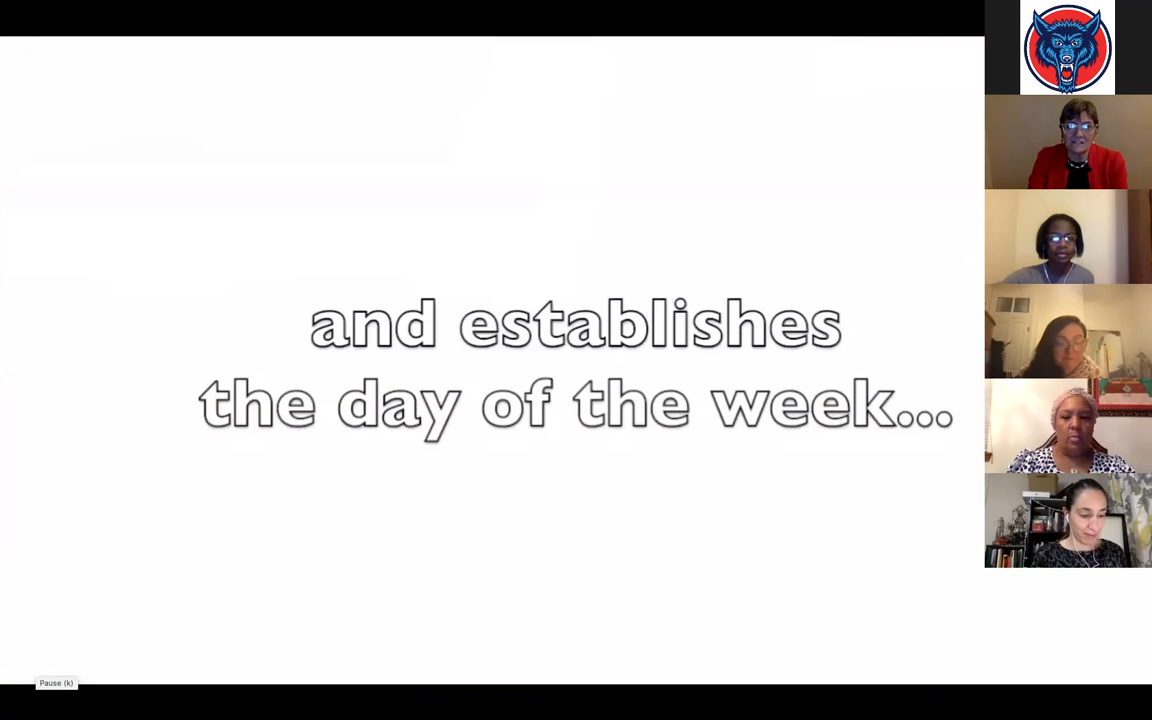 and establishes
the day of the week...
Pause (k)